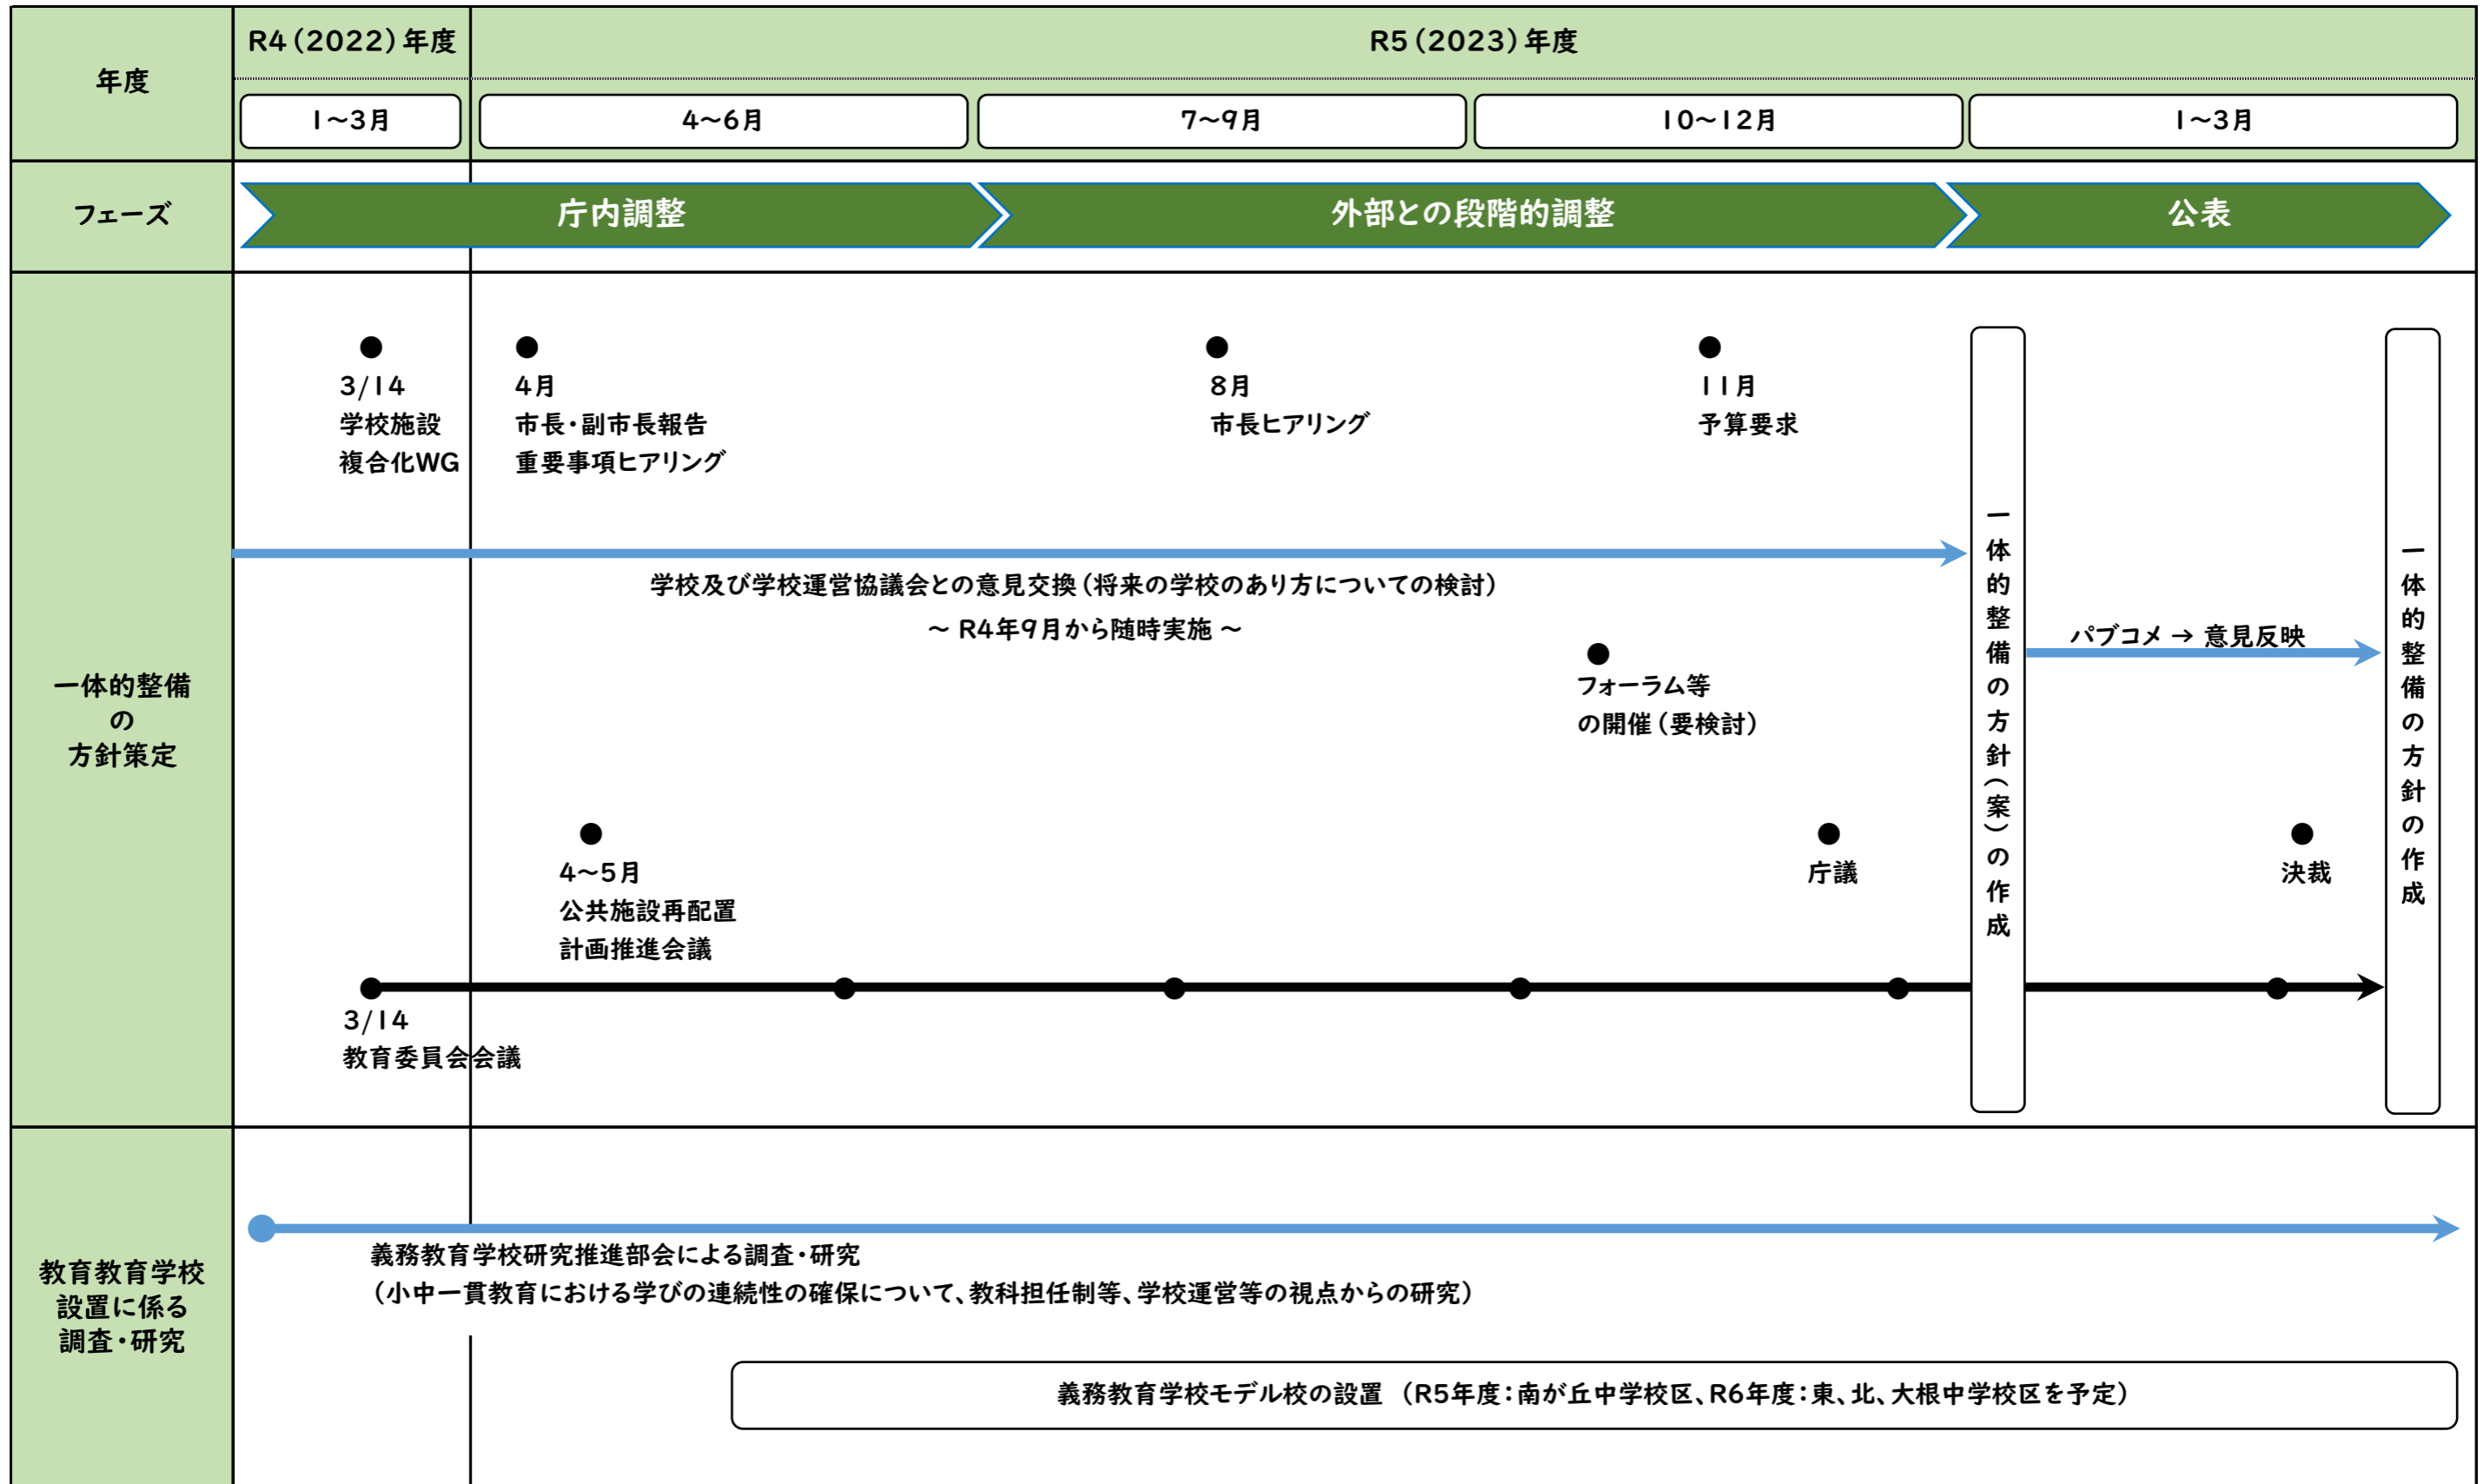 年度
R4（2022）年度
R5（2023）年度
1～3月
4～6月
7～9月
10～12月
1～3月
フェーズ
庁内調整
外部との段階的調整
公表
一体的整備
の
方針策定
3/14
学校施設
複合化WG
4月
市長・副市長報告
重要事項ヒアリング
8月
市長ヒアリング
11月
予算要求
学校及び学校運営協議会との意見交換（将来の学校のあり方についての検討）
～ R4年9月から随時実施 ～
フォーラム等
の開催（要検討）
4～5月
公共施設再配置
計画推進会議
庁議
3/14
教育委員会会議
一体的整備の方針（案）の作成
パブコメ → 意見反映
決裁
一体的整備の方針の作成
教育教育学校
設置に係る
調査・研究
義務教育学校研究推進部会による調査・研究
（小中一貫教育における学びの連続性の確保について、教科担任制等、学校運営等の視点からの研究）
義務教育学校モデル校の設置 （R5年度：南が丘中学校区、R6年度：東、北、大根中学校区を予定）